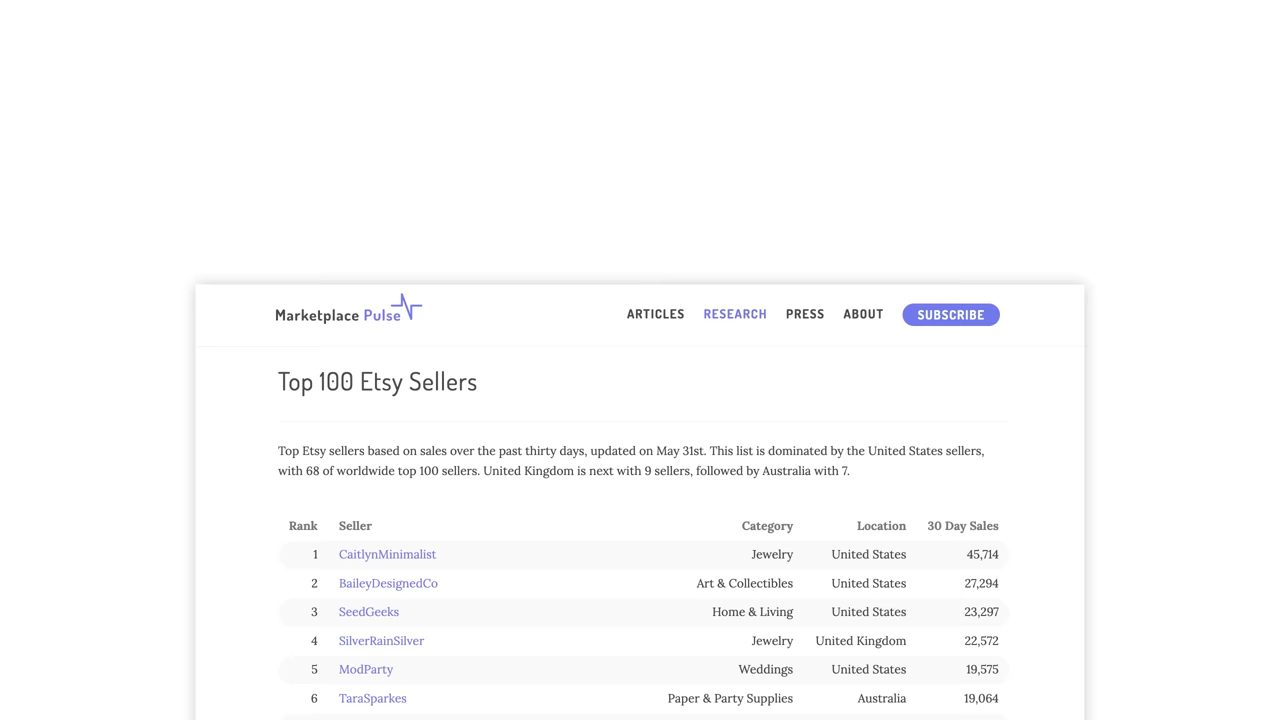 Marketplace Pulse ARTICLES RESEARCH PRESS ABOUT SUBSCRIBE
Top 100 Etsy Sellers
Top Etsy sellers based on sales over the past thirty days, updated on May 31st. This list is dominated by the United States sellers,
with 68 of worldwide top 100 sellers. United Kingdom is next with 9 sellers, followed by Australia with 7.
Rank Seller Category Location 30 Day Sales
1 CaitlynMinimalist Jewelry United States 45,714
2 BaileyDesignedCo Art & Collectibles United States 27,294
3 SeedGeeks Home & Living United States 23,297
4 SilverRainSilver Jewelry United Kingdom 22,572
5 ModParty Weddings United States 19,575
6 TaraSparkes Paper & Party Supplies Australia 19,064